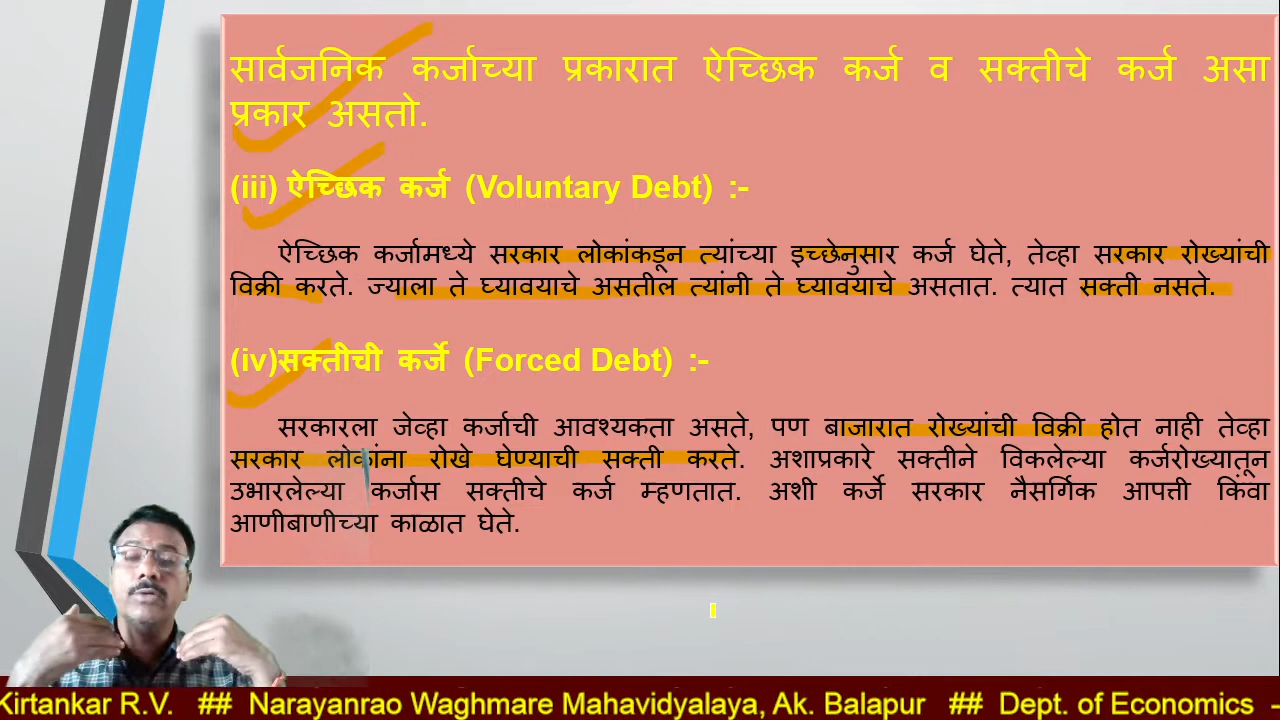 सार्वजनिक कर्जाच्या प्रकारात ऐच्छिक कर्ज व सक्तीचे कर्ज असा
प्रकार असतो.
(iii) ऐच्छिक कर्ज (Voluntary Debt) :-
ऐच्छिक कर्जामध्ये सरकार लोकांकडून त्यांच्या इच्छेनुसार कर्ज घेते, तेव्हा सरकार रोख्यांची
विक्री करते. ज्याला ते घ्यावयाचे असतील त्यांनी ते घ्यावयाचे असतात. त्यात सक्ती नसते.
(iv)सक्तीची कर्जे (Forced Debt) :-
सरकारला जेव्हा कर्जाची आवश्यकता असते, पण बाजारात रोख्यांची विक्री होत नाही तेव्हा
सरकार लोकांना रोखे घेण्याची सक्ती करते. अशाप्रकारे सक्तीने विकलेल्या कर्जरोख्यातून
उभारलेल्या कर्जास सक्तीचे कर्ज म्हणतात. अशी कर्जे सरकार नैसर्गिक आपत्ती किंवा
आणीबाणीच्या काळात घेते.
Kirtankar R.V. ## Narayanrao Waghmare Mahavidyalaya, Ak. Balapur ## Dept. of Economics -